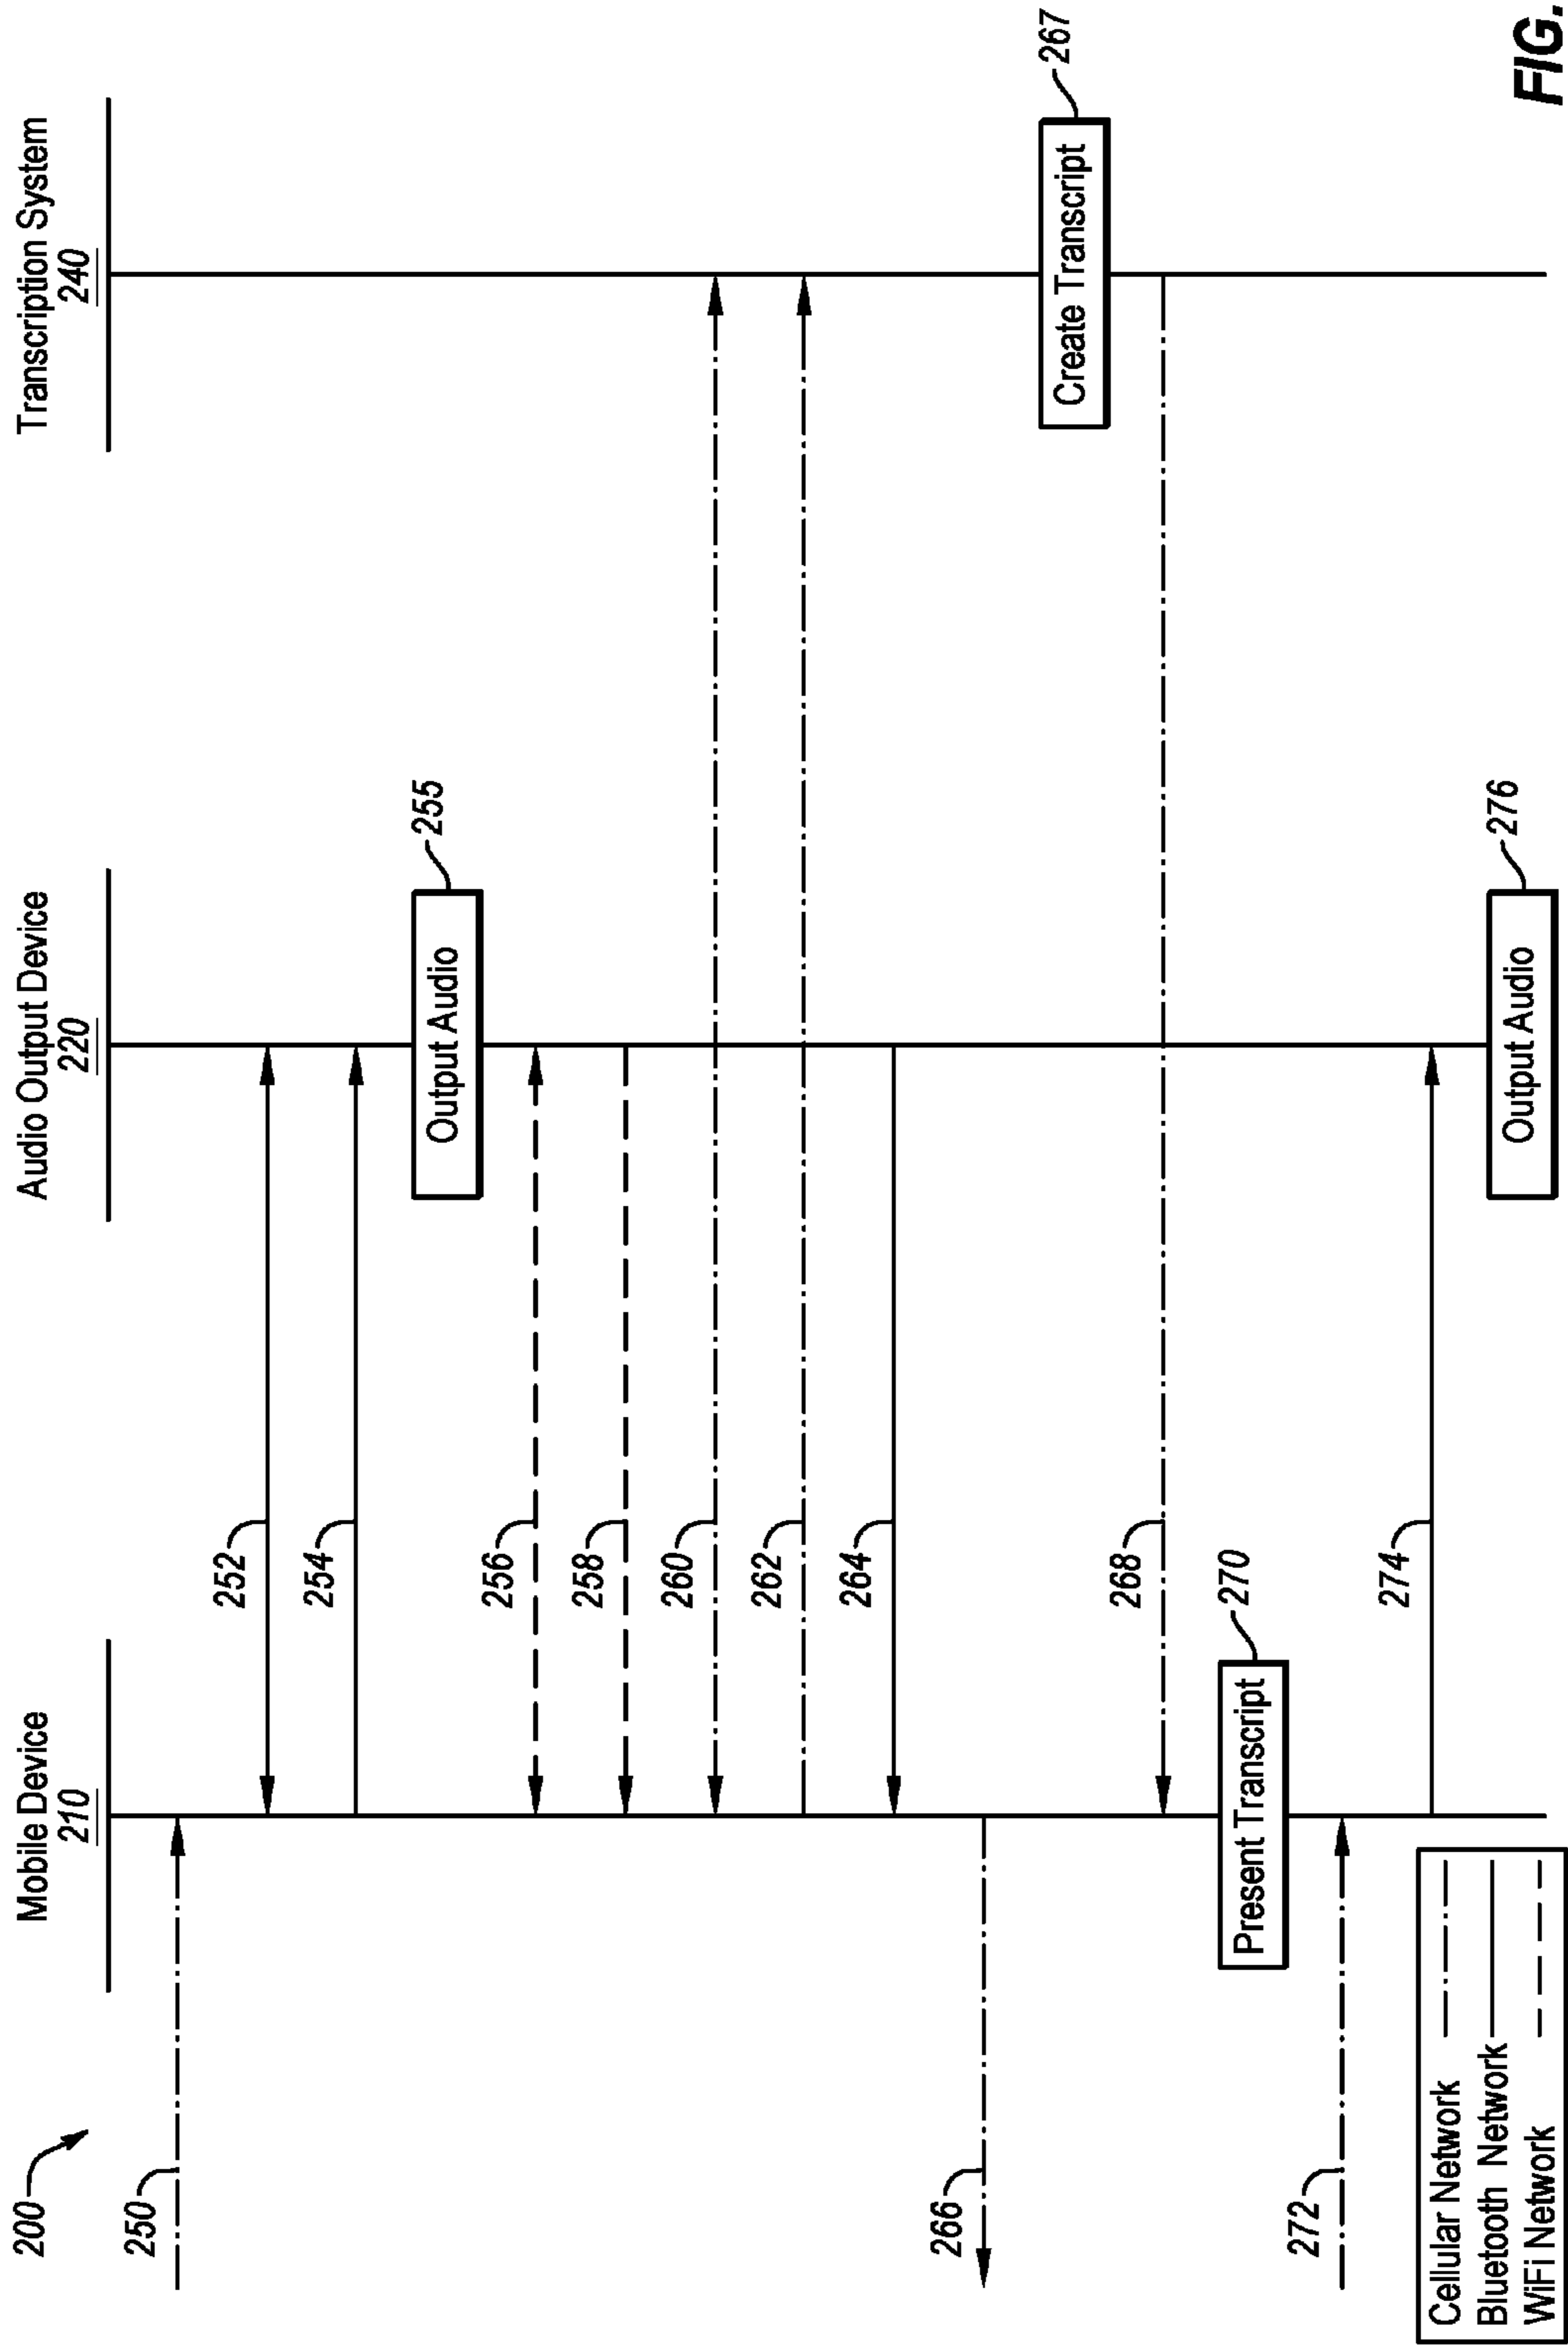 200
Mobile Device
210
Audio Output Device
220
Transcription System
240
250
252
254
Output Audio
255
256
258
260
262
264
266
Create Transcript
267
268
Present Transcript
270
272
274
Output Audio
276
Cellular Network
Bluetooth Network
WiFi Network
FIG.